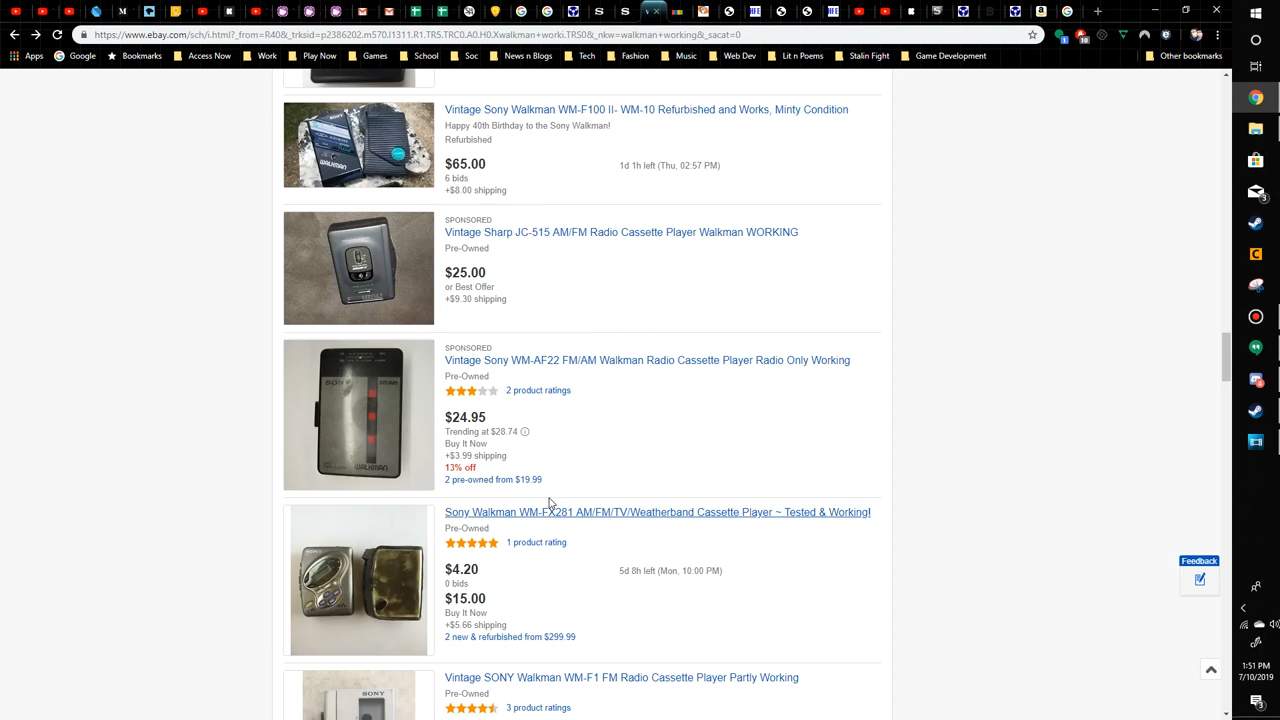 https://www.ebay.com/sch/i.html?_from=R40&_trksid=p2386202.m570.l1311.R1.TR5.TRC0.A0.H0.Xwalkman+worki.TRS0&_nkw=walkman+working&_sacat=0
Apps Google Bookmarks Access Now Work Play Now Games School Soc News n Blogs Tech Fashion Music Web Dev Lit n Poems Stalin Fight Game Development Other bookmarks
Vintage Sony Walkman WM-F100 II- WM-10 Refurbished and Works, Minty Condition
Happy 40th Birthday to the Sony Walkman!
Refurbished
$65.00 1d 1h left (Thu, 02:57 PM)
6 bids
+$8.00 shipping
WALKMAN
SPONSORED
Vintage Sharp JC-515 AM/FM Radio Cassette Player Walkman WORKING
Pre-Owned
$25.00
or Best Offer
+$9.30 shipping
SPONSORED
Vintage Sony WM-AF22 FM/AM Walkman Radio Cassette Player Radio Only Working
Pre-Owned
2 product ratings
$24.95
Trending at $28.74
Buy It Now
+$3.99 shipping
13% off
2 pre-owned from $19.99
WALKMAN
Sony Walkman WM-FX281 AM/FM/TV/Weatherband Cassette Player ~ Tested & Working!
Pre-Owned
1 product rating
$4.20 5d 8h left (Mon, 10:00 PM)
0 bids
$15.00
Buy It Now
+$5.66 shipping
2 new & refurbished from $299.99
Feedback
Vintage SONY Walkman WM-F1 FM Radio Cassette Player Partly Working
Pre-Owned
3 product ratings
SONY
1:51 PM
7/10/2019